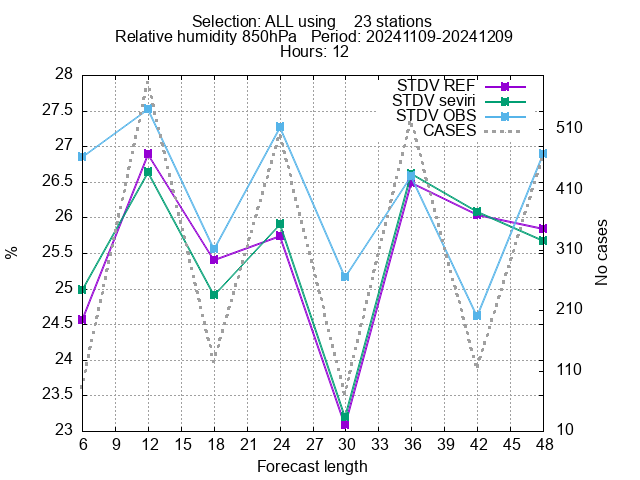 Selection: ALL using    23 stations
Relative humidity 850hPa   Period: 20241109-20241209
Hours: 12
STDV REF
STDV seviri
STDV OBS
CASES
28
27.5
27
26.5
26
25.5
25
24.5
24
23.5
23
510
410
310
210
110
10
%
No cases
6 9 12 15 18 21 24 27 30 33 36 39 42 45 48
Forecast length